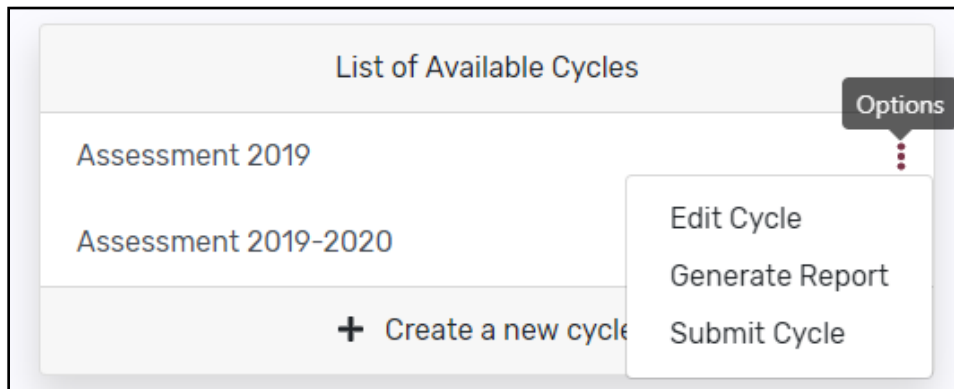 List of Available Cycles
Options
Assessment 2019
Edit Cycle
Assessment 2019-2020
Generate Report
+ Create a new cycle
Submit Cycle